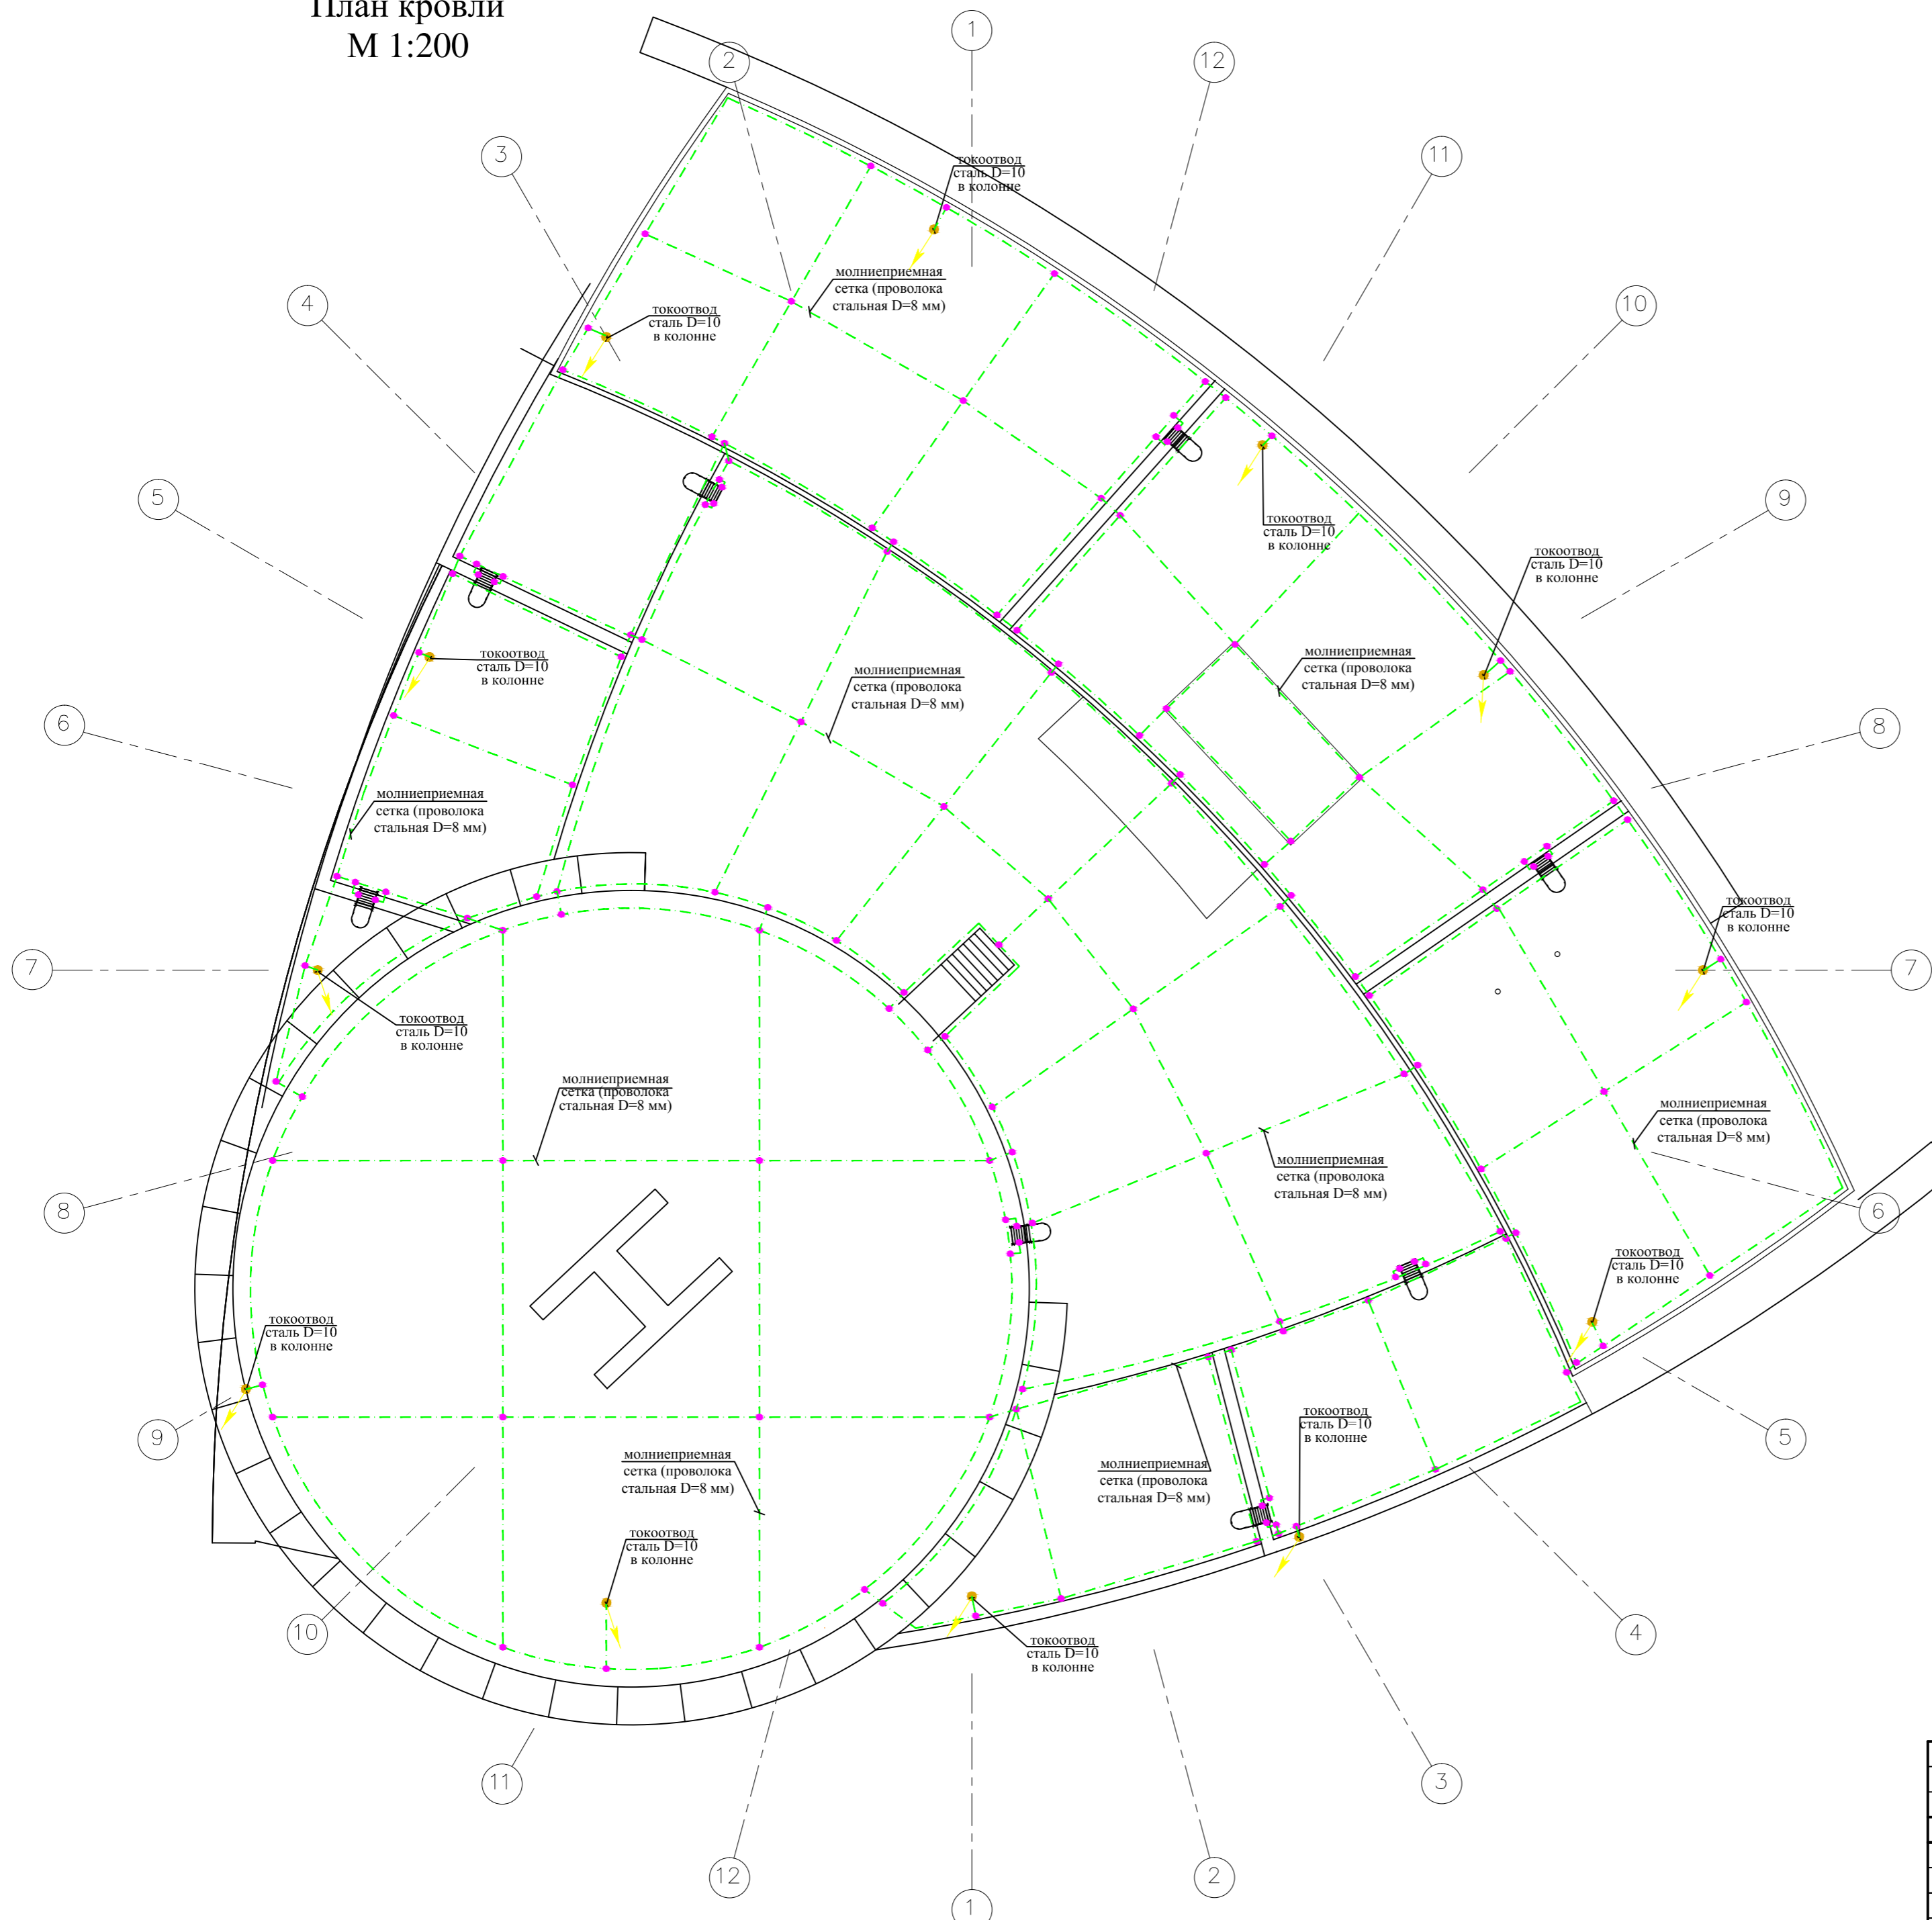 План кровли
М 1:200
1
2
12
3
11
токоотвод
сталь D=10
в колонне
молниеприемная
сетка (проволока
стальная D=8 мм)
4
токоотвод
сталь D=10
в колонне
10
5
9
токоотвод
сталь D=10
в колонне
токоотвод
сталь D=10
в колонне
токоотвод
сталь D=10
в колонне
молниеприемная
сетка (проволока
стальная D=8 мм)
молниеприемная
сетка (проволока
стальная D=8 мм)
6
8
молниеприемная
сетка (проволока
стальная D=8 мм)
токоотвод
сталь D=10
в колонне
7
7
токоотвод
сталь D=10
в колонне
молниеприемная
сетка (проволока
стальная D=8 мм)
молниеприемная
сетка (проволока
стальная D=8 мм)
молниеприемная
сетка (проволока
стальная D=8 мм)
8
6
токоотвод
сталь D=10
в колонне
токоотвод
сталь D=10
в колонне
9
5
токоотвод
сталь D=10
в колонне
молниеприемная
сетка (проволока
стальная D=8 мм)
молниеприемная
сетка (проволока
стальная D=8 мм)
токоотвод
сталь D=10
в колонне
10
4
токоотвод
сталь D=10
в колонне
11
3
12
2
1